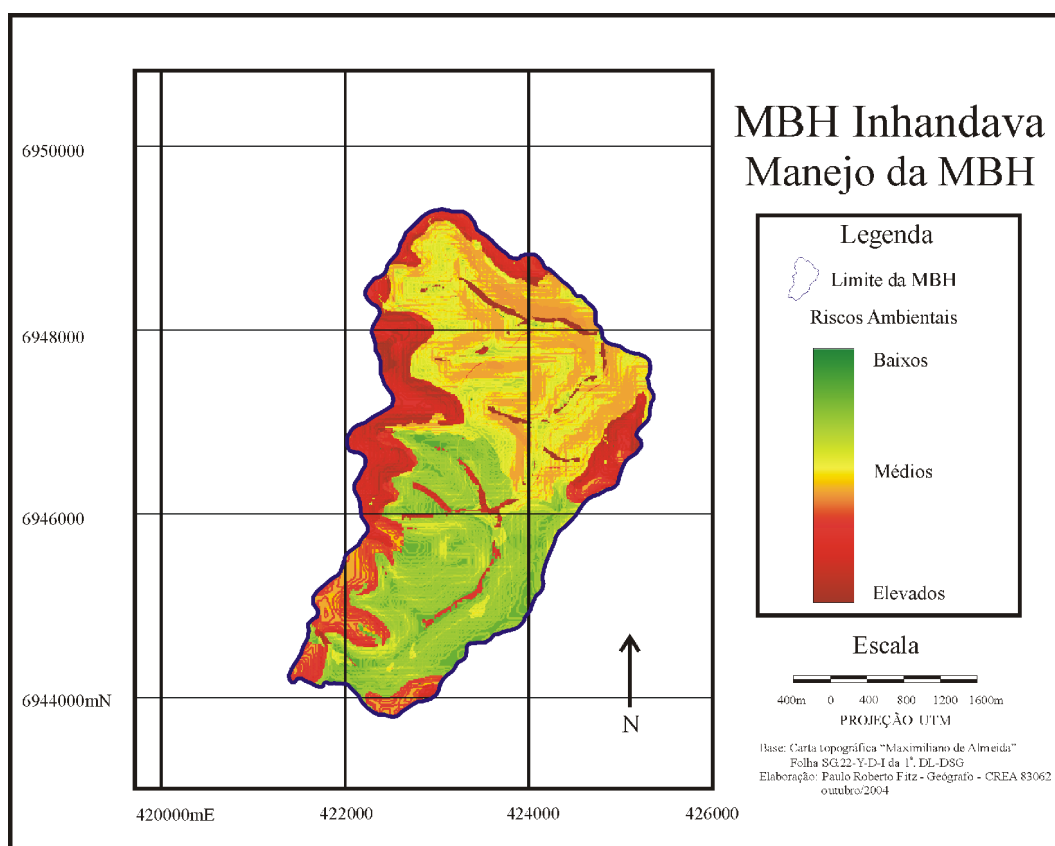 MBH Inhandava
Manejo da MBH
Legenda
Limite da MBH
Riscos Ambientais
Baixos
Médios
Elevados
Escala
400m 0 400 800 1200 1600m
PROJEÇÃO UTM
Base: Carta topográfica "Maximiliano de Almeida"
Folha SG.22-Y-D-I da 1ª. DL-DSG
Elaboração: Paulo Roberto Fitz - Geógrafo - CREA 83062
outubro/2004
N
6950000
6948000
6946000
6944000mN
420000mE 422000 424000 426000